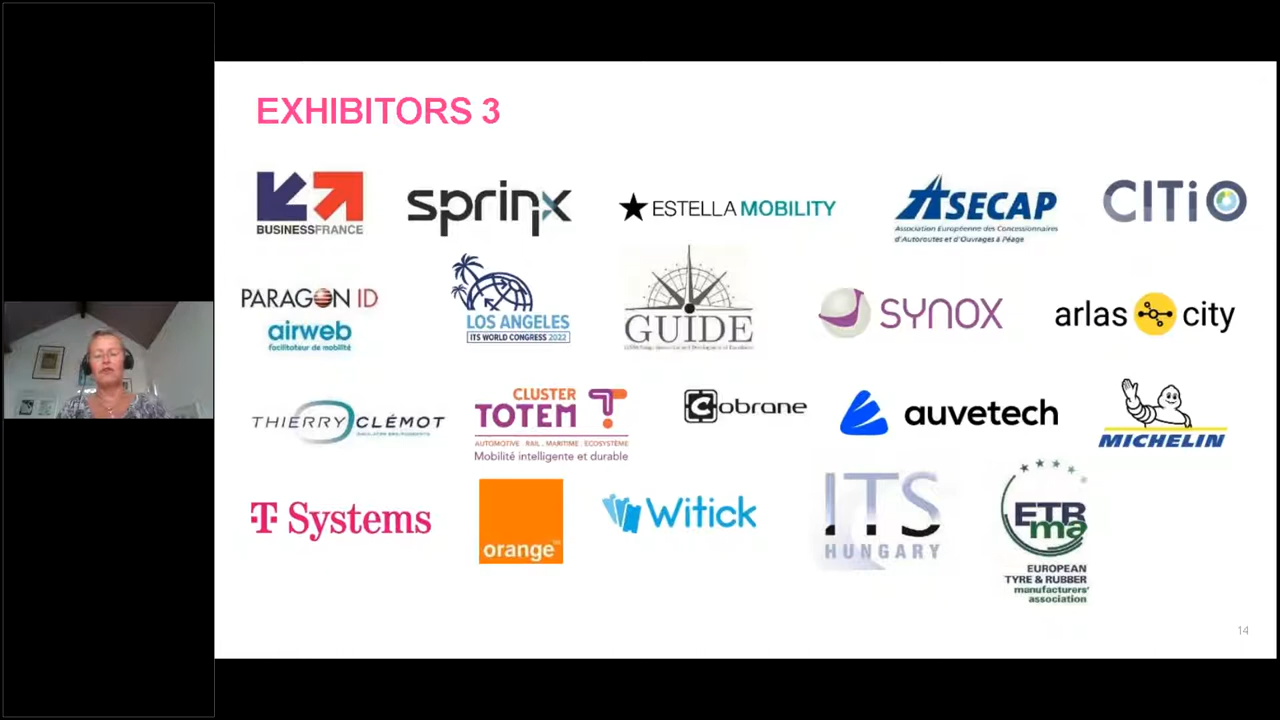 EXHIBITORS 3
BUSINESSFRANCE
sprinx
ESTELLA MOBILITY
ASECAP
Association Européenne des Concessionnaires
d'Autoroutes et d'Ouvrages à Péage
CITiO
PARAGON ID
airweb
facilitateur de mobilité
LOS ANGELES
ITS WORLD CONGRESS 2022
GUIDE
SYNOX
arlas city
THIERRY CLÉMOT
CLUSTER
TOTEM
AUTOMOTIVE . RAIL . MARITIME . ECOSYSTÈME
Mobilité intelligente et durable
Cobrane
auvetech
MICHELIN
T Systems
orange
Witick
ITS
HUNGARY
ETR
ma
EUROPEAN
TYRE & RUBBER
manufacturers'
association
14